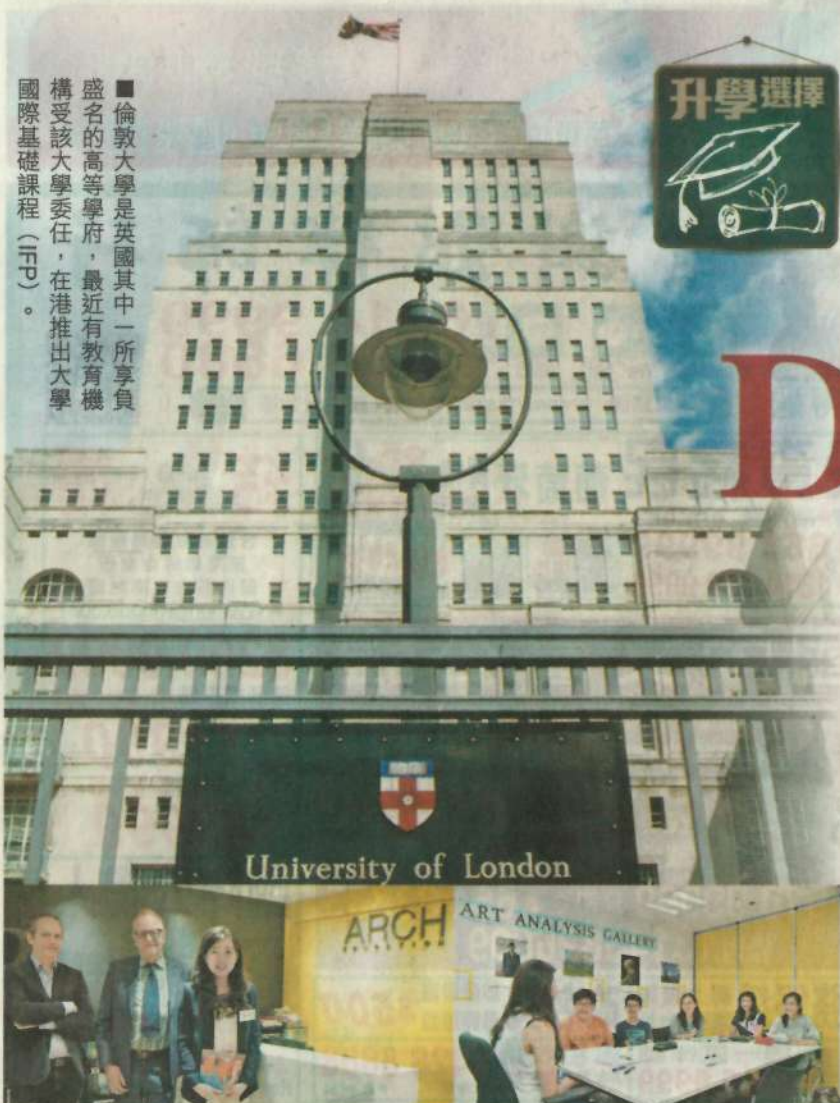 ■倫敦大學是英國其中一所享負
盛名的高等學府，最近有教育機
構受該大學委任，在港推出大學
國際基礎課程（IFP）。
升學選擇
D
University of London
ARCH
EDUCATION
ART ANALYSIS GALLERY